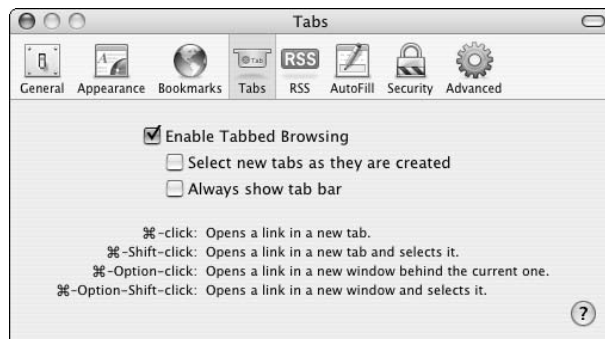 Tabs
General Appearance Bookmarks Tabs RSS AutoFill Security Advanced
Enable Tabbed Browsing
Select new tabs as they are created
Always show tab bar
⌘-click: Opens a link in a new tab.
⌘-Shift-click: Opens a link in a new tab and selects it.
⌘-Option-click: Opens a link in a new window behind the current one.
⌘-Option-Shift-click: Opens a link in a new window and selects it.
Tab
RSS
?